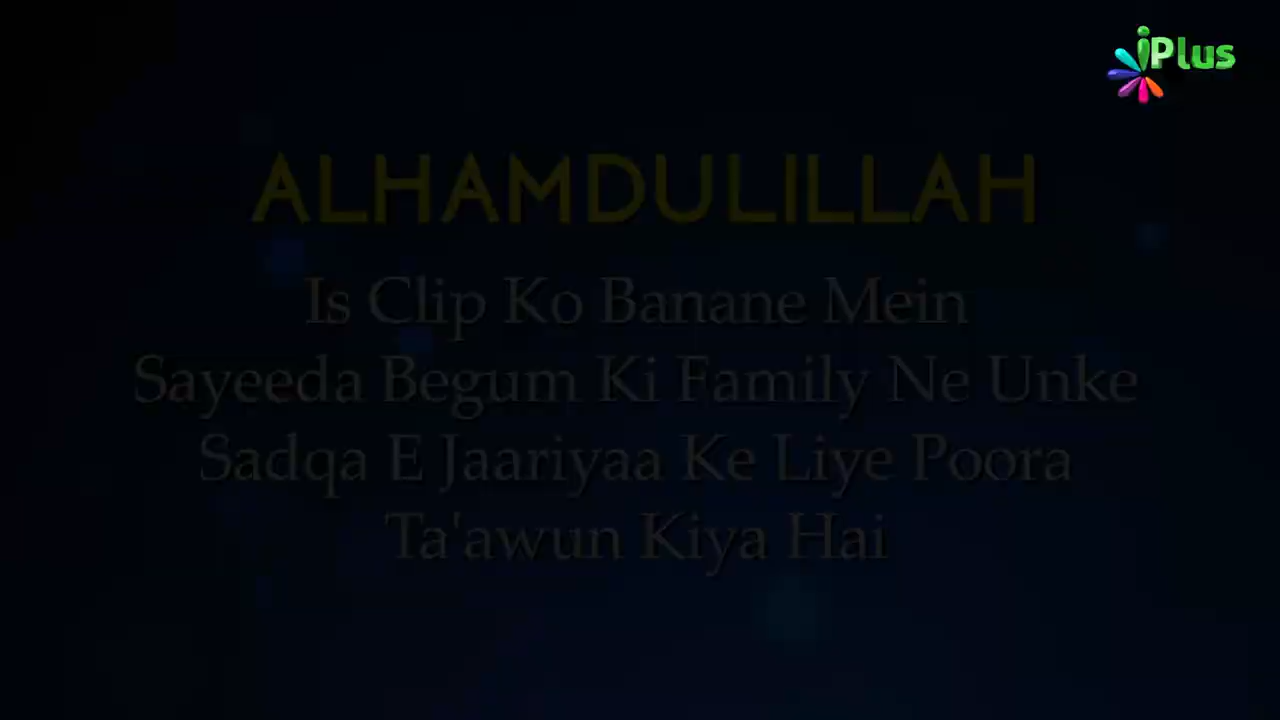 iPlus
ALHAMDULILLAH
Is Clip Ko Banane Mein
Sayeeda Begum Ki Family Ne Unke
Sadqa E Jaariyaa Ke Liye Poora
Ta'awun Kiya Hai